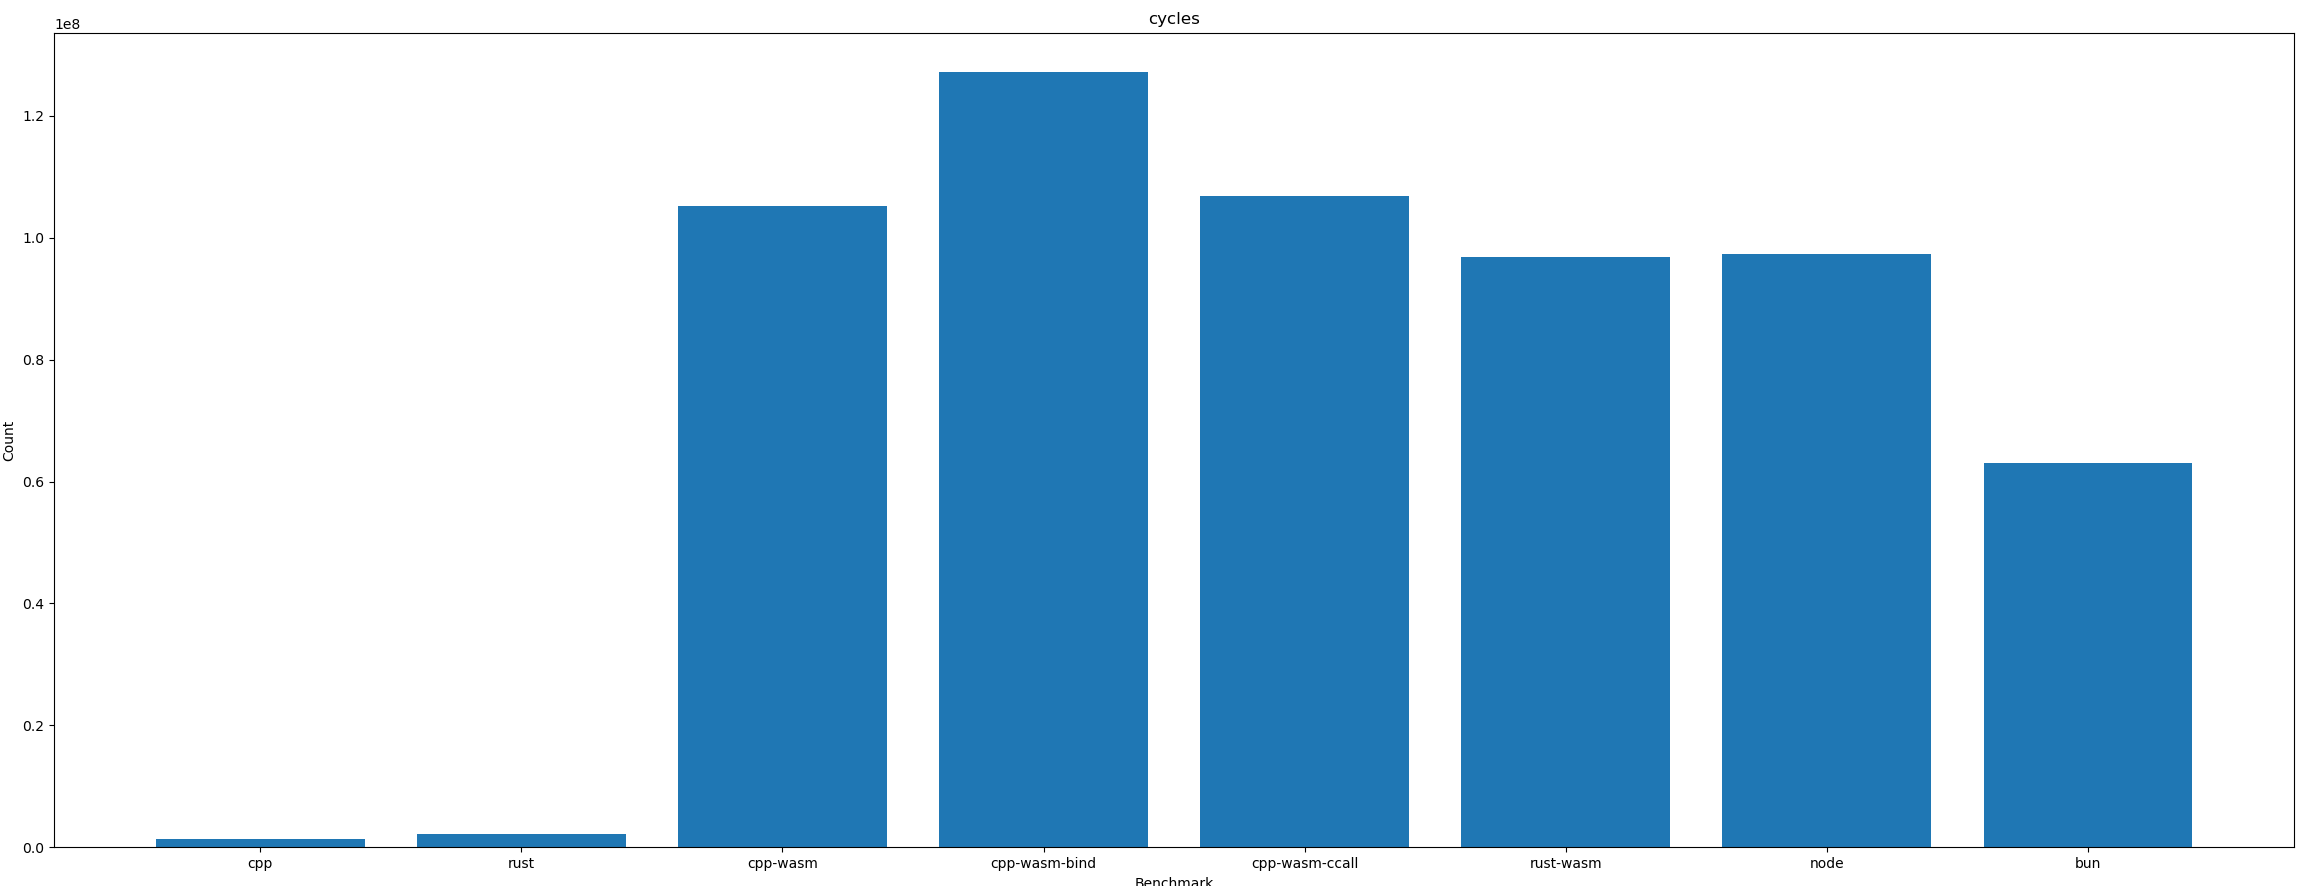 cycles
1e8
1.2
1.0
0.8
0.6
0.4
0.2
0.0
Count
cpp rust cpp-wasm cpp-wasm-bind cpp-wasm-ccall rust-wasm node bun
Benchmark